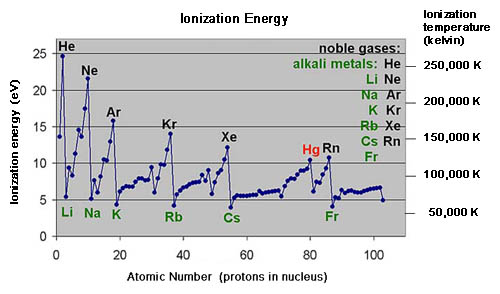 Ionization Energy
Ionization
temperature
(kelvin)
noble gases:
alkali metals: He
Li Ne
Na Ar
K Kr
Rb Xe
Cs Rn
Fr
He
Ne
Ar
Kr
Xe
Hg Rn
Li Na K Rb Cs Fr
25
20
15
10
5
0
250,000 K
200,000 K
150,000 K
100,000 K
50,000 K
0 20 40 60 80 100
Ionization energy (eV)
Atomic Number (protons in nucleus)